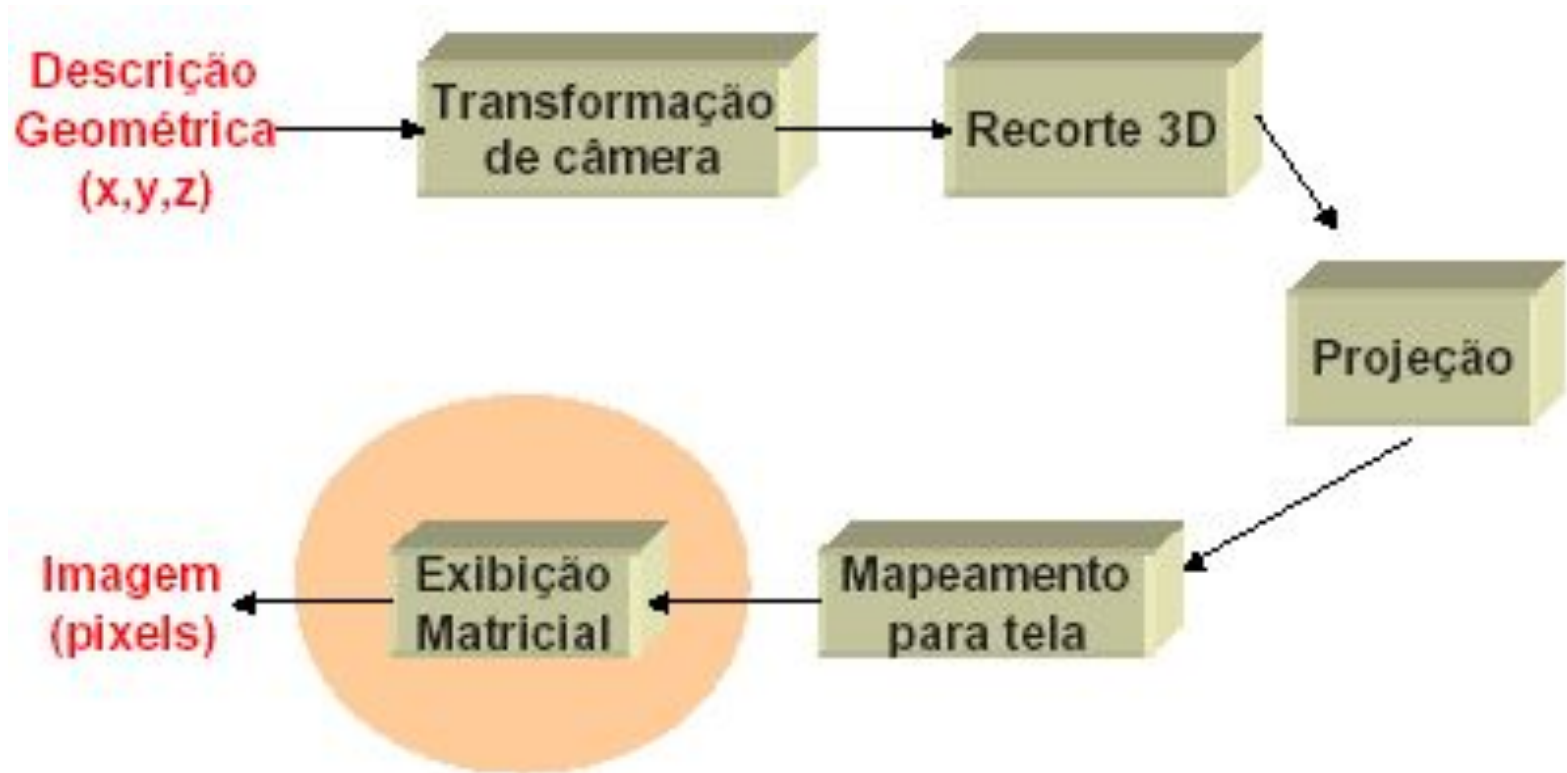 Descrição
Geométrica
(x,y,z)
Transformação
de câmera
Recorte 3D
Projeção
Mapeamento
para tela
Exibição
Matricial
Imagem
(pixels)